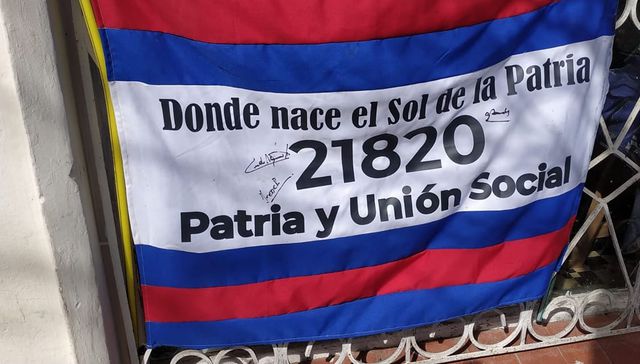 Donde nace el Sol de la Patria
21820
Patria y Unión Social